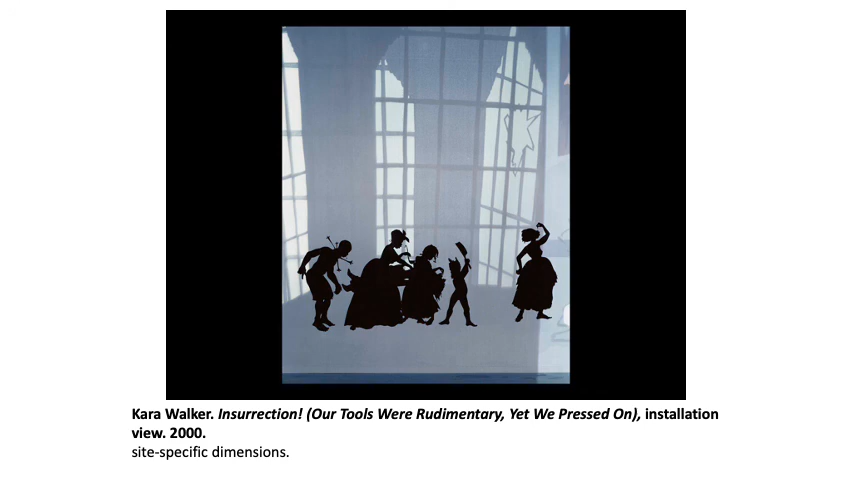 Kara Walker. Insurrection! (Our Tools Were Rudimentary, Yet We Pressed On), installation
view. 2000.
site-specific dimensions.